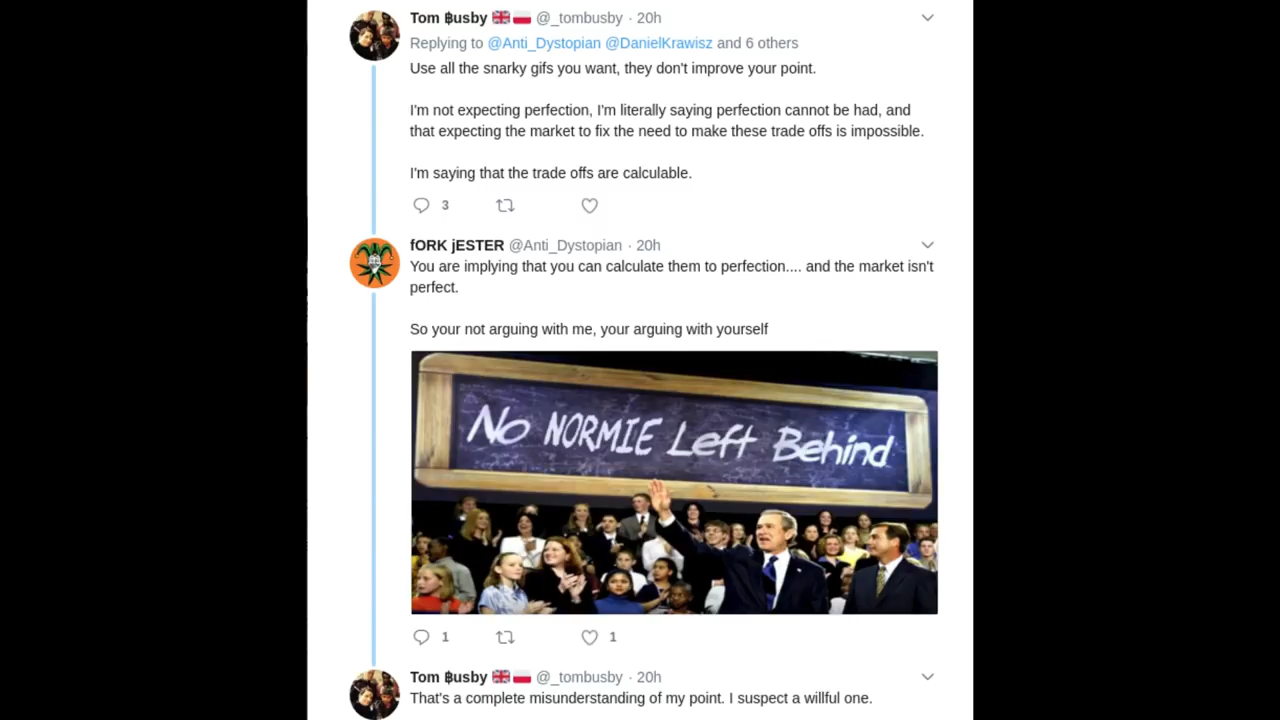 Tom ฿usby 🇬🇧🇵🇱 @_tombusby · 20h
Replying to @Anti_Dystopian @DanielKrawisz and 6 others
Use all the snarky gifs you want, they don't improve your point.
I'm not expecting perfection, I'm literally saying perfection cannot be had, and
that expecting the market to fix the need to make these trade offs is impossible.
I'm saying that the trade offs are calculable.
3
fORK jESTER @Anti_Dystopian · 20h
You are implying that you can calculate them to perfection.... and the market isn't
perfect.
So your not arguing with me, your arguing with yourself
No NORMIE Left Behind
1 1
Tom ฿usby 🇬🇧🇵🇱 @_tombusby · 20h
That's a complete misunderstanding of my point. I suspect a willful one.